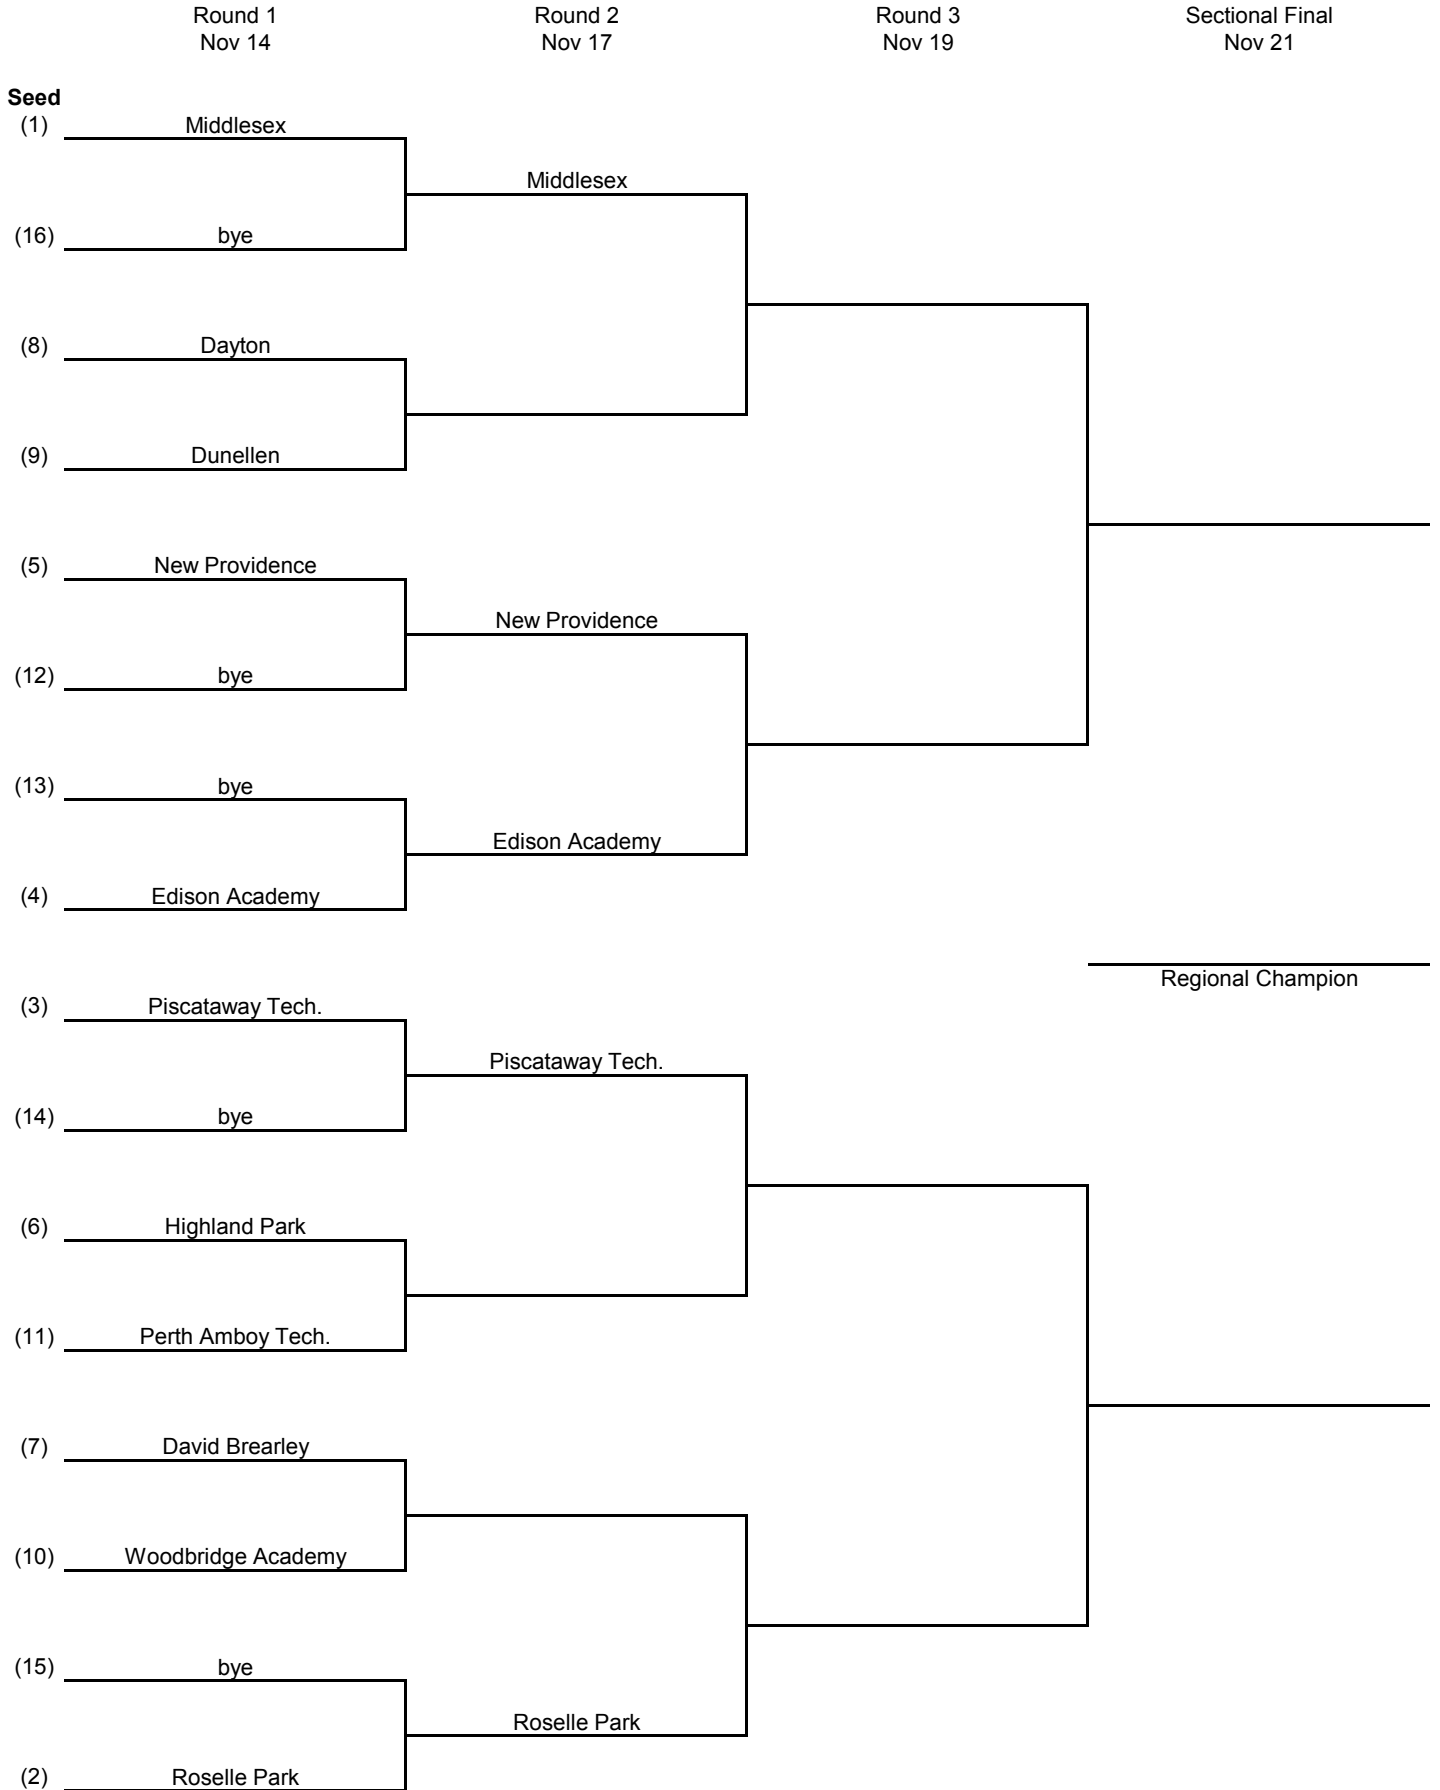 Round 1 Round 2 Round 3 Sectional Final
Nov 14 Nov 17 Nov 19 Nov 21
Seed
(1) Middlesex
Middlesex
(16) bye
(8) Dayton
(9) Dunellen
(5) New Providence
New Providence
(12) bye
(13) bye
Edison Academy
(4) Edison Academy
Regional Champion
(3) Piscataway Tech.
Piscataway Tech.
(14) bye
(6) Highland Park
(11) Perth Amboy Tech.
(7) David Brearley
(10) Woodbridge Academy
(15) bye
Roselle Park
(2) Roselle Park